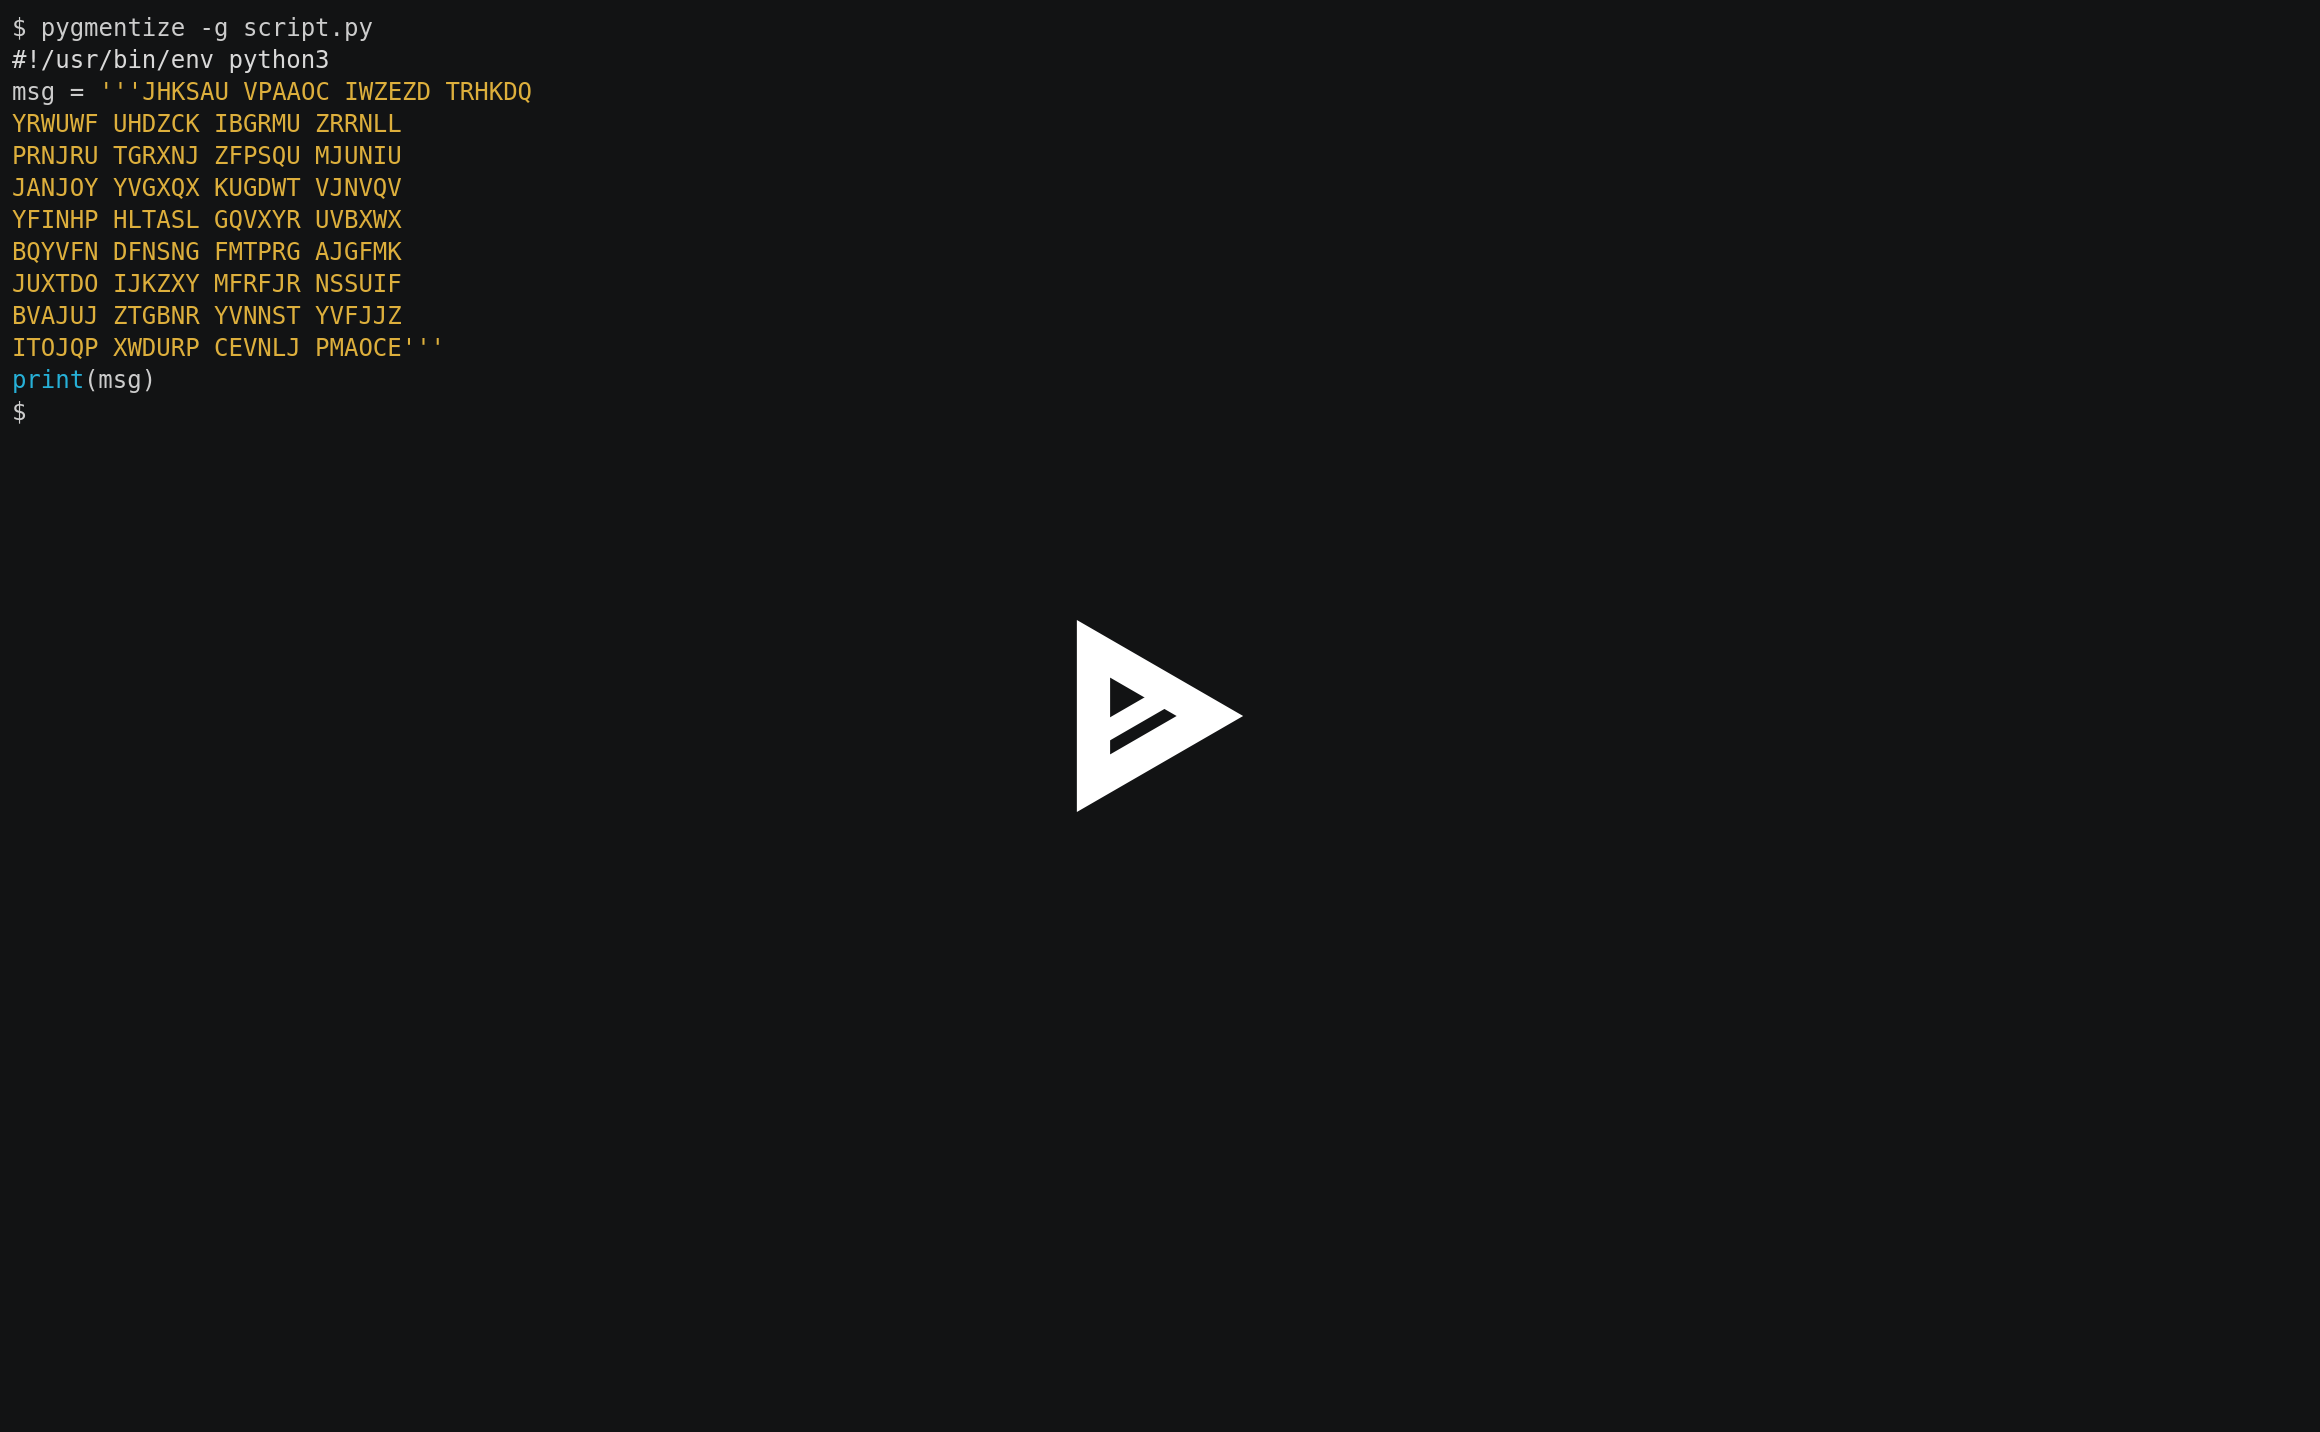 $ pygmentize -g script.py
#!/usr/bin/env python3
msg = '''JHKSAU VPAAOC IWZEZD TRHKDQ
YRWUWF UHDZCK IBGRMU ZRRNLL
PRNJRU TGRXNJ ZFPSQU MJUNIU
JANJOY YVGXQX KUGDWT VJNVQV
YFINHP HLTASL GQVXYR UVBXWX
BQYVFN DFNSNG FMTPRG AJGFMK
JUXTDO IJKZXY MFRFJR NSSUIF
BVAJUJ ZTGBNR YVNNST YVFJJZ
ITOJQP XWDURP CEVNLJ PMAOCE'''
print(msg)
$